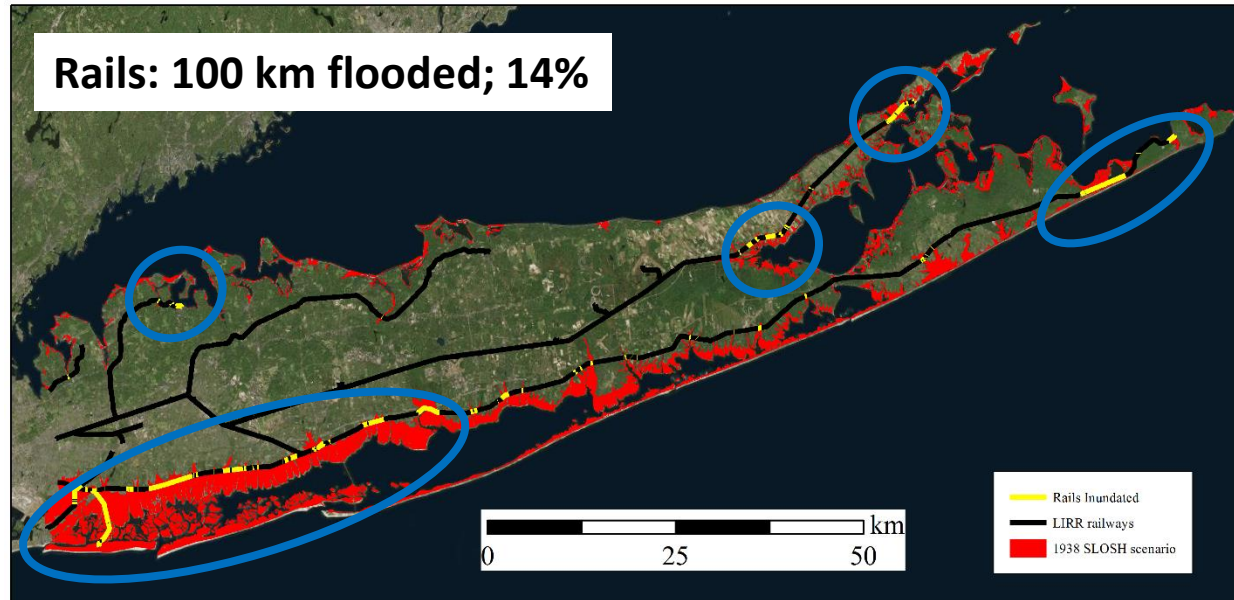 Rails: 100 km flooded; 14%
km
0
25
50
Rails Inundated
LIRR railways
1938 SLOSH scenario